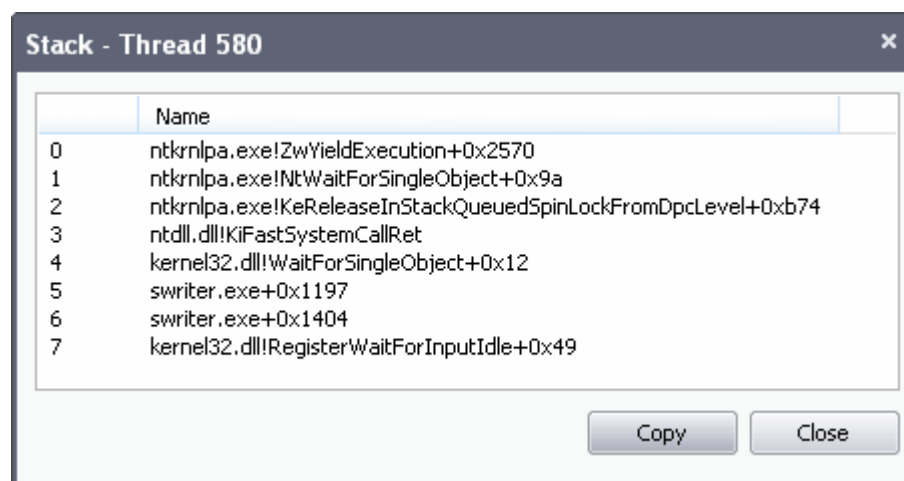 Stack - Thread 580
Name
0 ntkrnlpa.exe!ZwYieldExecution+0x2570
1 ntkrnlpa.exe!NtWaitForSingleObject+0x9a
2 ntkrnlpa.exe!KeReleaseInStackQueuedSpinLockFromDpcLevel+0xb74
3 ntdll.dll!KiFastSystemCallRet
4 kernel32.dll!WaitForSingleObject+0x12
5 swriter.exe+0x1197
6 swriter.exe+0x1404
7 kernel32.dll!RegisterWaitForInputIdle+0x49
Copy Close